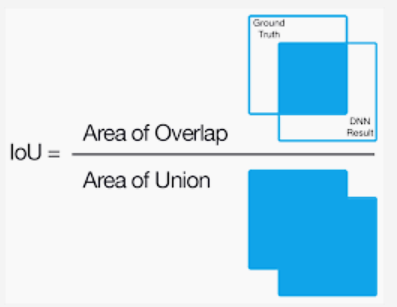 Ground
Truth
DNN
Result
IoU =
Area of Overlap
Area of Union